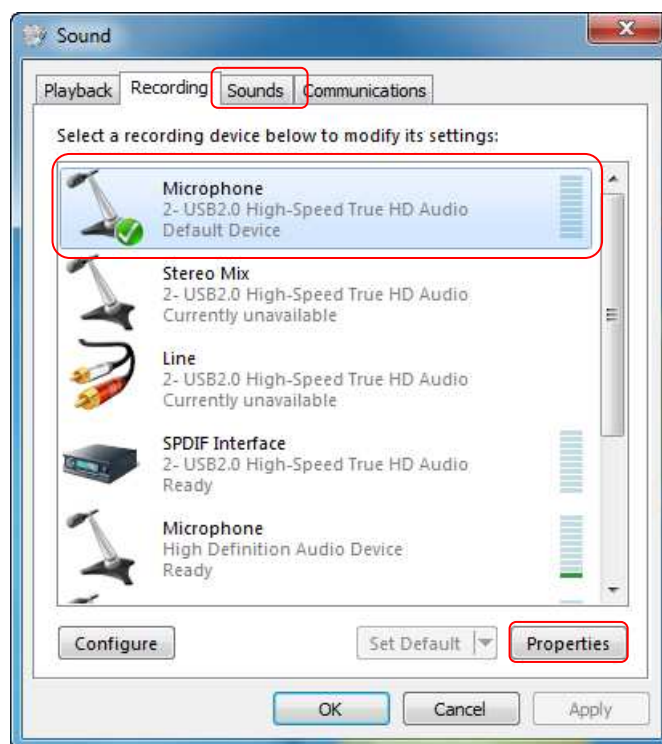 Sound
Playback Recording Sounds Communications
Select a recording device below to modify its settings:
Microphone
2- USB2.0 High-Speed True HD Audio
Default Device
Stereo Mix
2- USB2.0 High-Speed True HD Audio
Currently unavailable
Line
2- USB2.0 High-Speed True HD Audio
Currently unavailable
SPDIF Interface
2- USB2.0 High-Speed True HD Audio
Ready
Microphone
High Definition Audio Device
Ready
Configure Set Default Properties
OK Cancel Apply